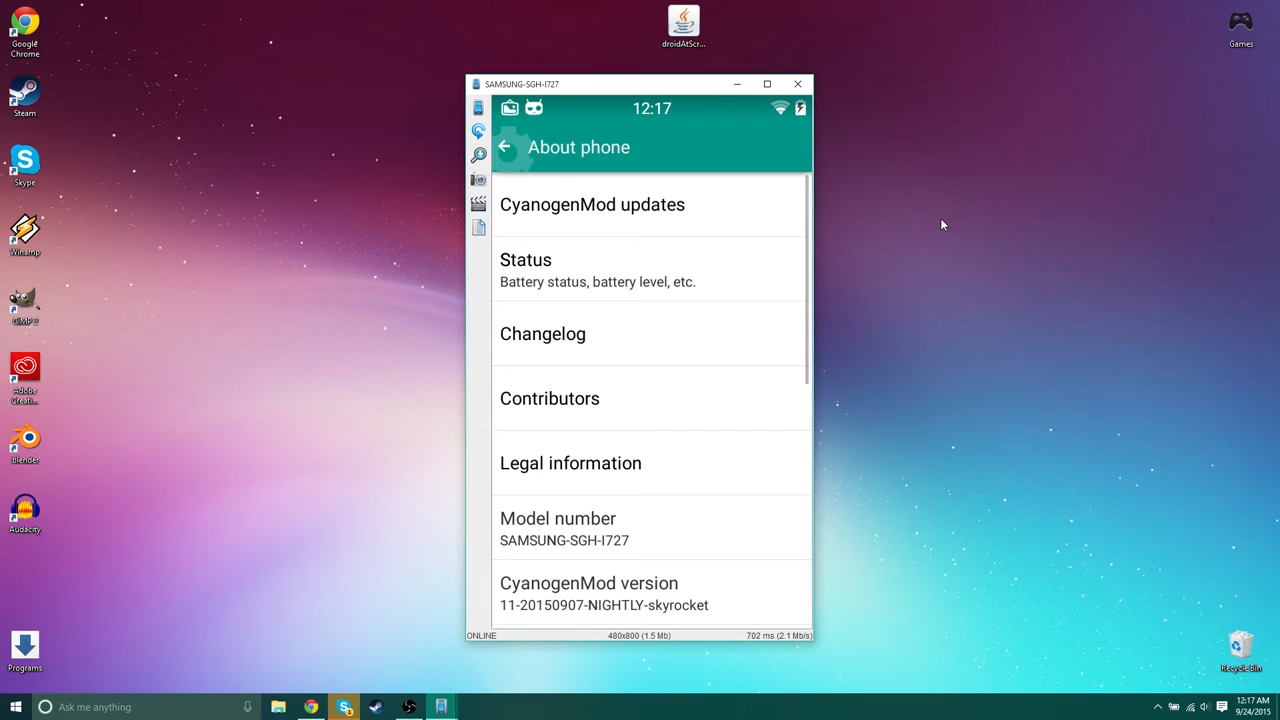 Google
Chrome
Steam
Skype
Winamp
GIMP 2
Adobe
Creati...
Blender
Audacity
Programs
droidAtScr...
Games
Recycle Bin
SAMSUNG-SGH-I727
12:17
About phone
CyanogenMod updates
Status
Battery status, battery level, etc.
Changelog
Contributors
Legal information
Model number
SAMSUNG-SGH-I727
CyanogenMod version
11-20150907-NIGHTLY-skyrocket
ONLINE
480x800 (1.5 Mb)
702 ms (2.1 Mb/s)
Ask me anything
12:17 AM
9/24/2015